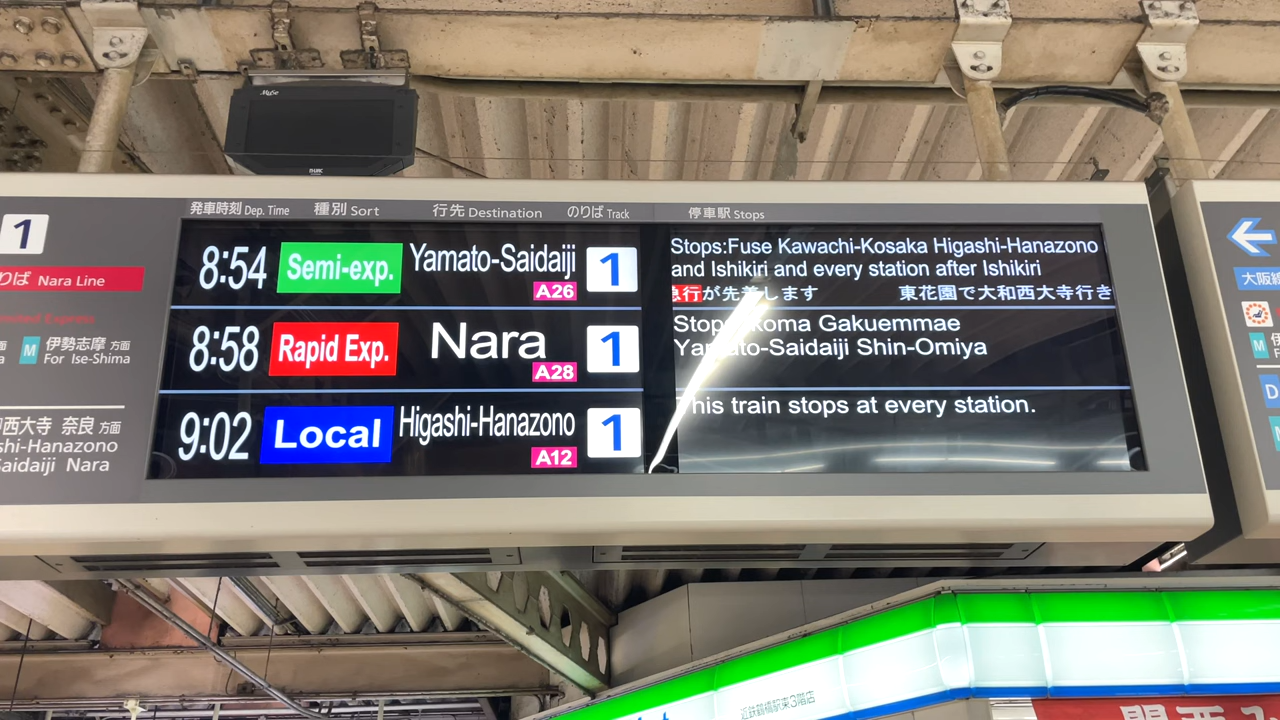 MySe
発車時刻 Dep. Time 種別 Sort 行先 Destination のりば Track 停車駅 Stops
1
りば Nara Line
伊勢志摩 方面
M For Ise-Shima
西大寺 奈良 方面
shi-Hanazono
Saidaiji Nara
8:54 Semi-exp. Yamato-Saidaiji 1
A26
Stops:Fuse Kawachi-Kosaka Higashi-Hanazono
and Ishikiri and every station after Ishikiri
急行が先着します 東花園で大和西大寺行き
8:58 Rapid Exp. Nara 1
A28
Koma Gakuemmae
Yamato-Saidaiji Shin-Omiya
9:02 Local Higashi-Hanazono 1
A12
This train stops at every station.
大阪線
M
D
M
近鉄鶴橋駅東3階店